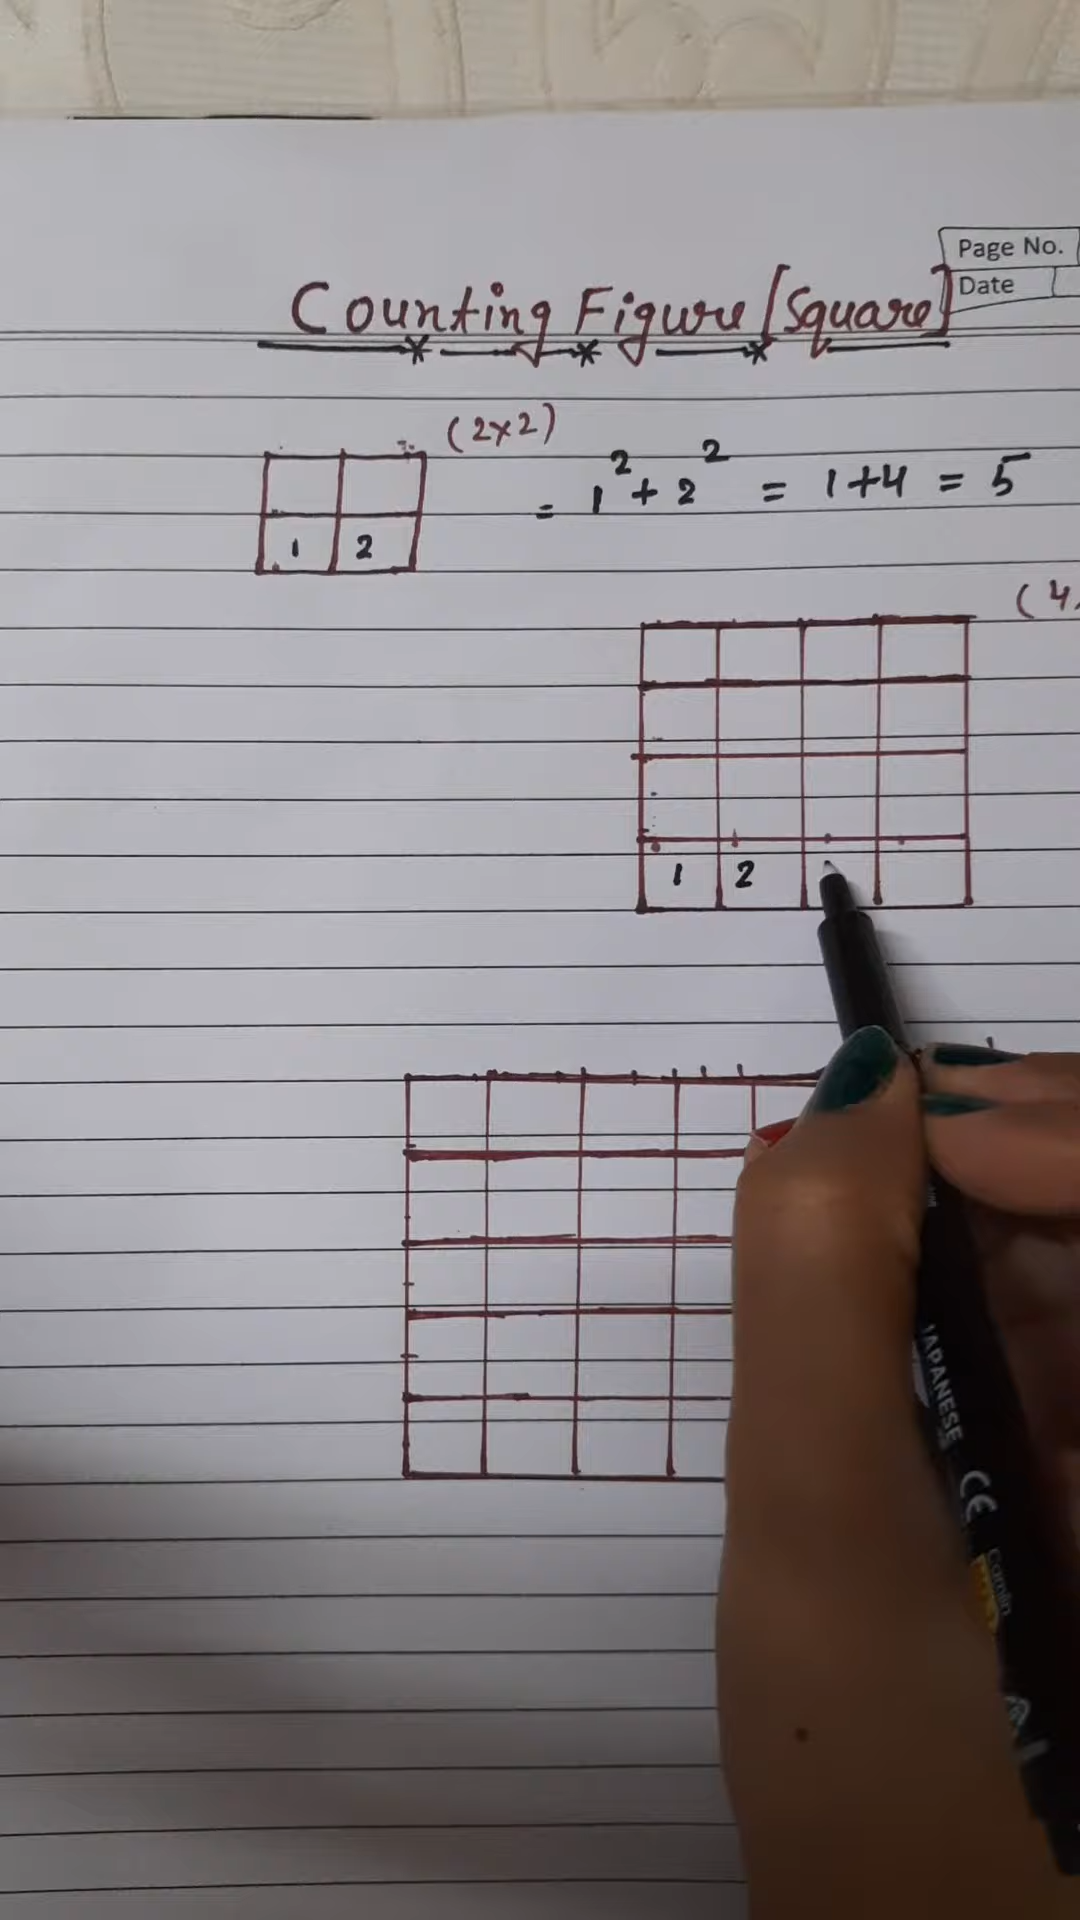 Page No.
Date
Counting Figure [Square]
(2x2)
= 1² + 2² = 1+4 = 5
1 2
(4
1 2
JAPANESE
CE
camlin